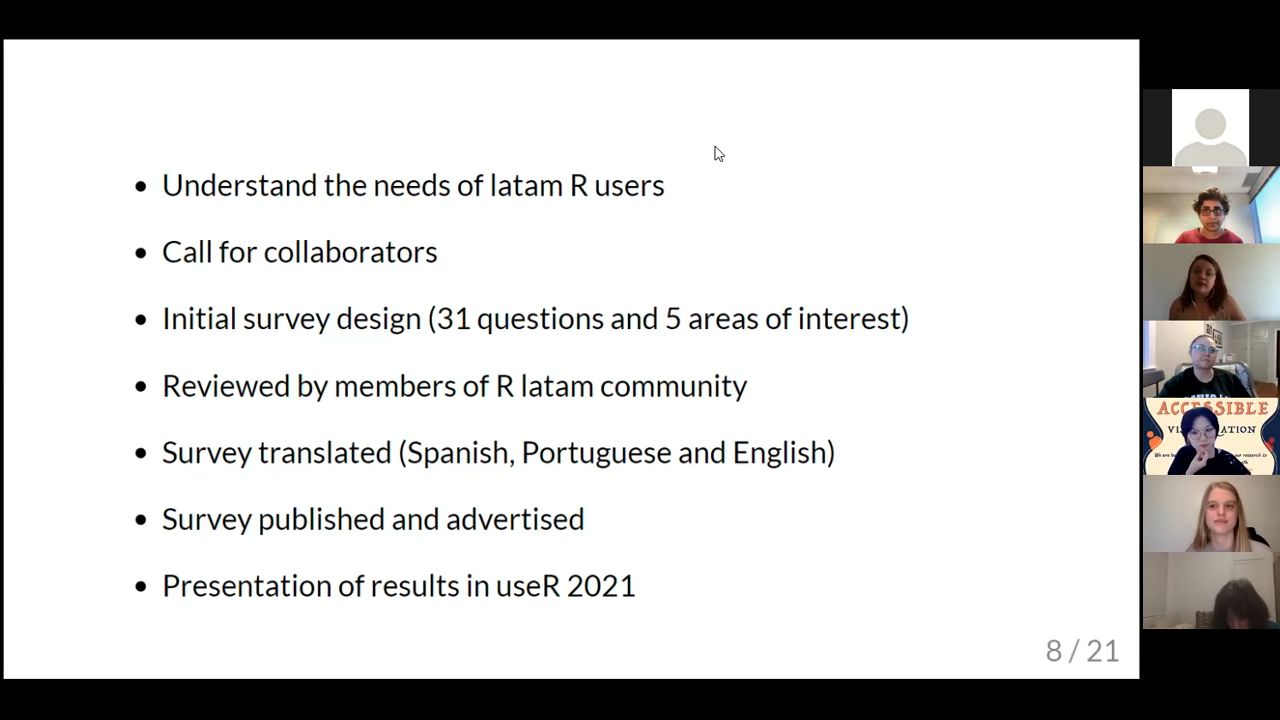 Understand the needs of latam R users
Call for collaborators
Initial survey design (31 questions and 5 areas of interest)
Reviewed by members of R latam community
Survey translated (Spanish, Portuguese and English)
Survey published and advertised
Presentation of results in useR 2021
8 / 21
ACCESSIBLE